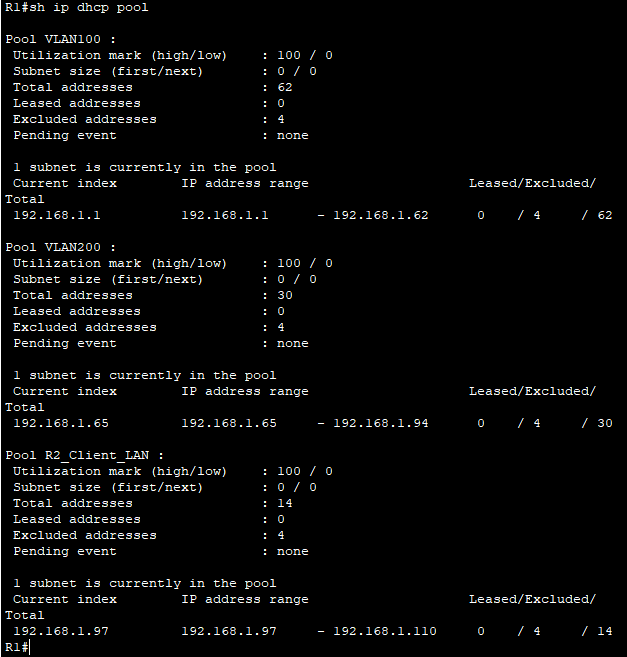 R1#sh ip dhcp pool
Pool VLAN100 :
Utilization mark (high/low)    : 100 / 0
Subnet size (first/next)       : 0 / 0
Total addresses                : 62
Leased addresses               : 0
Excluded addresses             : 4
Pending event                  : none
1 subnet is currently in the pool
Current index        IP address range                    Leased/Excluded/
Total
192.168.1.1          192.168.1.1      - 192.168.1.62      0    / 4     / 62
Pool VLAN200 :
Utilization mark (high/low)    : 100 / 0
Subnet size (first/next)       : 0 / 0
Total addresses                : 30
Leased addresses               : 0
Excluded addresses             : 4
Pending event                  : none
1 subnet is currently in the pool
Current index        IP address range                    Leased/Excluded/
Total
192.168.1.65         192.168.1.65     - 192.168.1.94      0    / 4     / 30
Pool R2_Client_LAN :
Utilization mark (high/low)    : 100 / 0
Subnet size (first/next)       : 0 / 0
Total addresses                : 14
Leased addresses               : 0
Excluded addresses             : 4
Pending event                  : none
1 subnet is currently in the pool
Current index        IP address range                    Leased/Excluded/
Total
192.168.1.97         192.168.1.97     - 192.168.1.110     0    / 4     / 14
R1#